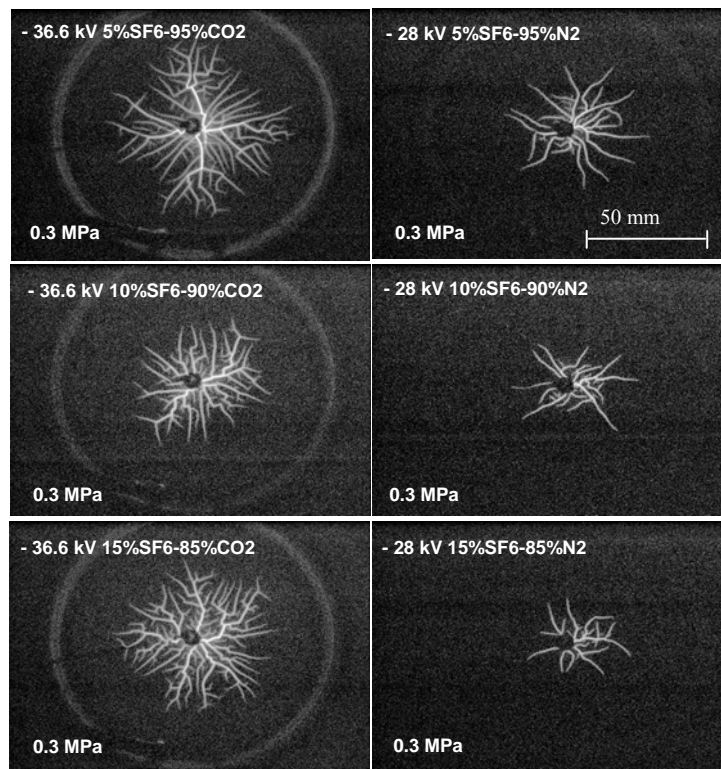 - 36.6 kV 5%SF6-95%CO2
0.3 MPa
- 28 kV 5%SF6-95%N2
50 mm
0.3 MPa
- 36.6 kV 10%SF6-90%CO2
0.3 MPa
- 28 kV 10%SF6-90%N2
0.3 MPa
- 36.6 kV 15%SF6-85%CO2
0.3 MPa
- 28 kV 15%SF6-85%N2
0.3 MPa